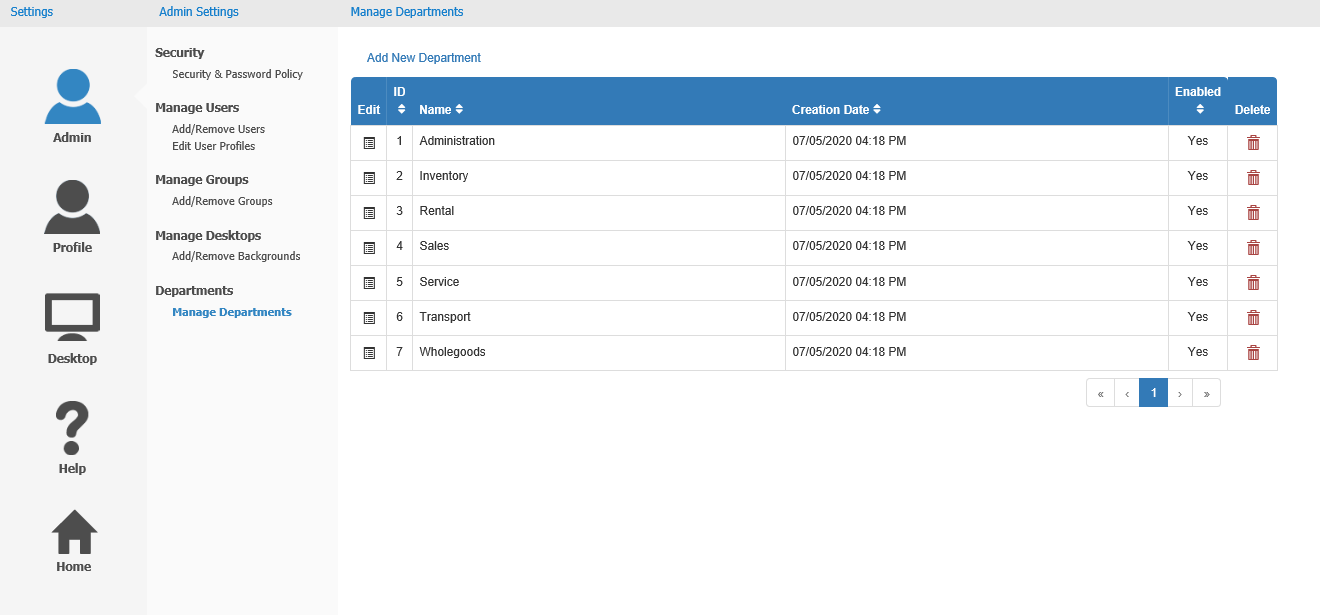 Settings
Admin Settings
Manage Departments
Admin
Profile
Desktop
Help
Home
Security
Security & Password Policy
Manage Users
Add/Remove Users
Edit User Profiles
Manage Groups
Add/Remove Groups
Manage Desktops
Add/Remove Backgrounds
Departments
Manage Departments
Add New Department
Edit ID Name Creation Date Enabled Delete
1 Administration 07/05/2020 04:18 PM Yes
2 Inventory 07/05/2020 04:18 PM Yes
3 Rental 07/05/2020 04:18 PM Yes
4 Sales 07/05/2020 04:18 PM Yes
5 Service 07/05/2020 04:18 PM Yes
6 Transport 07/05/2020 04:18 PM Yes
7 Wholegoods 07/05/2020 04:18 PM Yes
« ‹ 1 › »